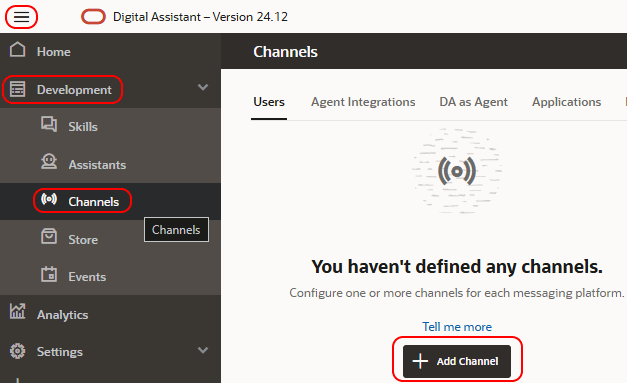 Digital Assistant – Version 24.12
Home
Development
Skills
Assistants
Channels
Channels
Store
Events
Analytics
Settings
Channels
Users Agent Integrations DA as Agent Applications
You haven't defined any channels.
Configure one or more channels for each messaging platform.
Tell me more
Add Channel